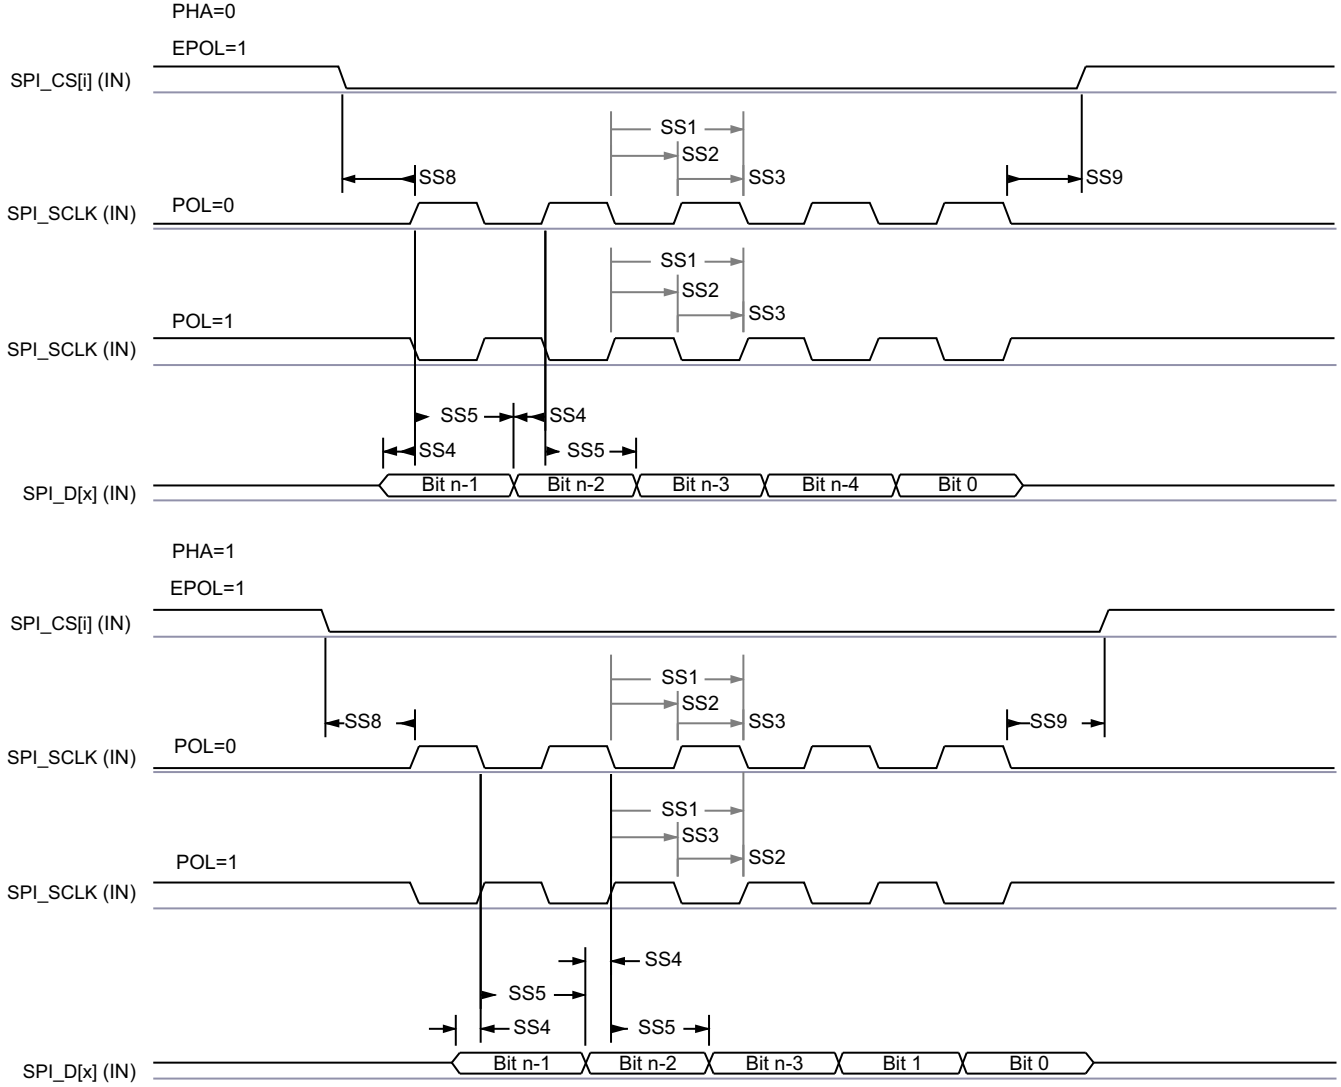 PHA=0
EPOL=1
SPI_CS[i] (IN)
SS1
SS2
SS8
SS3
SS9
POL=0
SPI_SCLK (IN)
SS1
SS2
SS3
POL=1
SPI_SCLK (IN)
SS5
SS4
SS4
SS5
SPI_D[x] (IN)
Bit n-1
Bit n-2
Bit n-3
Bit n-4
Bit 0
PHA=1
EPOL=1
SPI_CS[i] (IN)
SS1
SS2
SS8
SS3
SS9
POL=0
SPI_SCLK (IN)
SS1
SS3
SS2
POL=1
SPI_SCLK (IN)
SS4
SS5
SS4
SS5
SPI_D[x] (IN)
Bit n-1
Bit n-2
Bit n-3
Bit 1
Bit 0